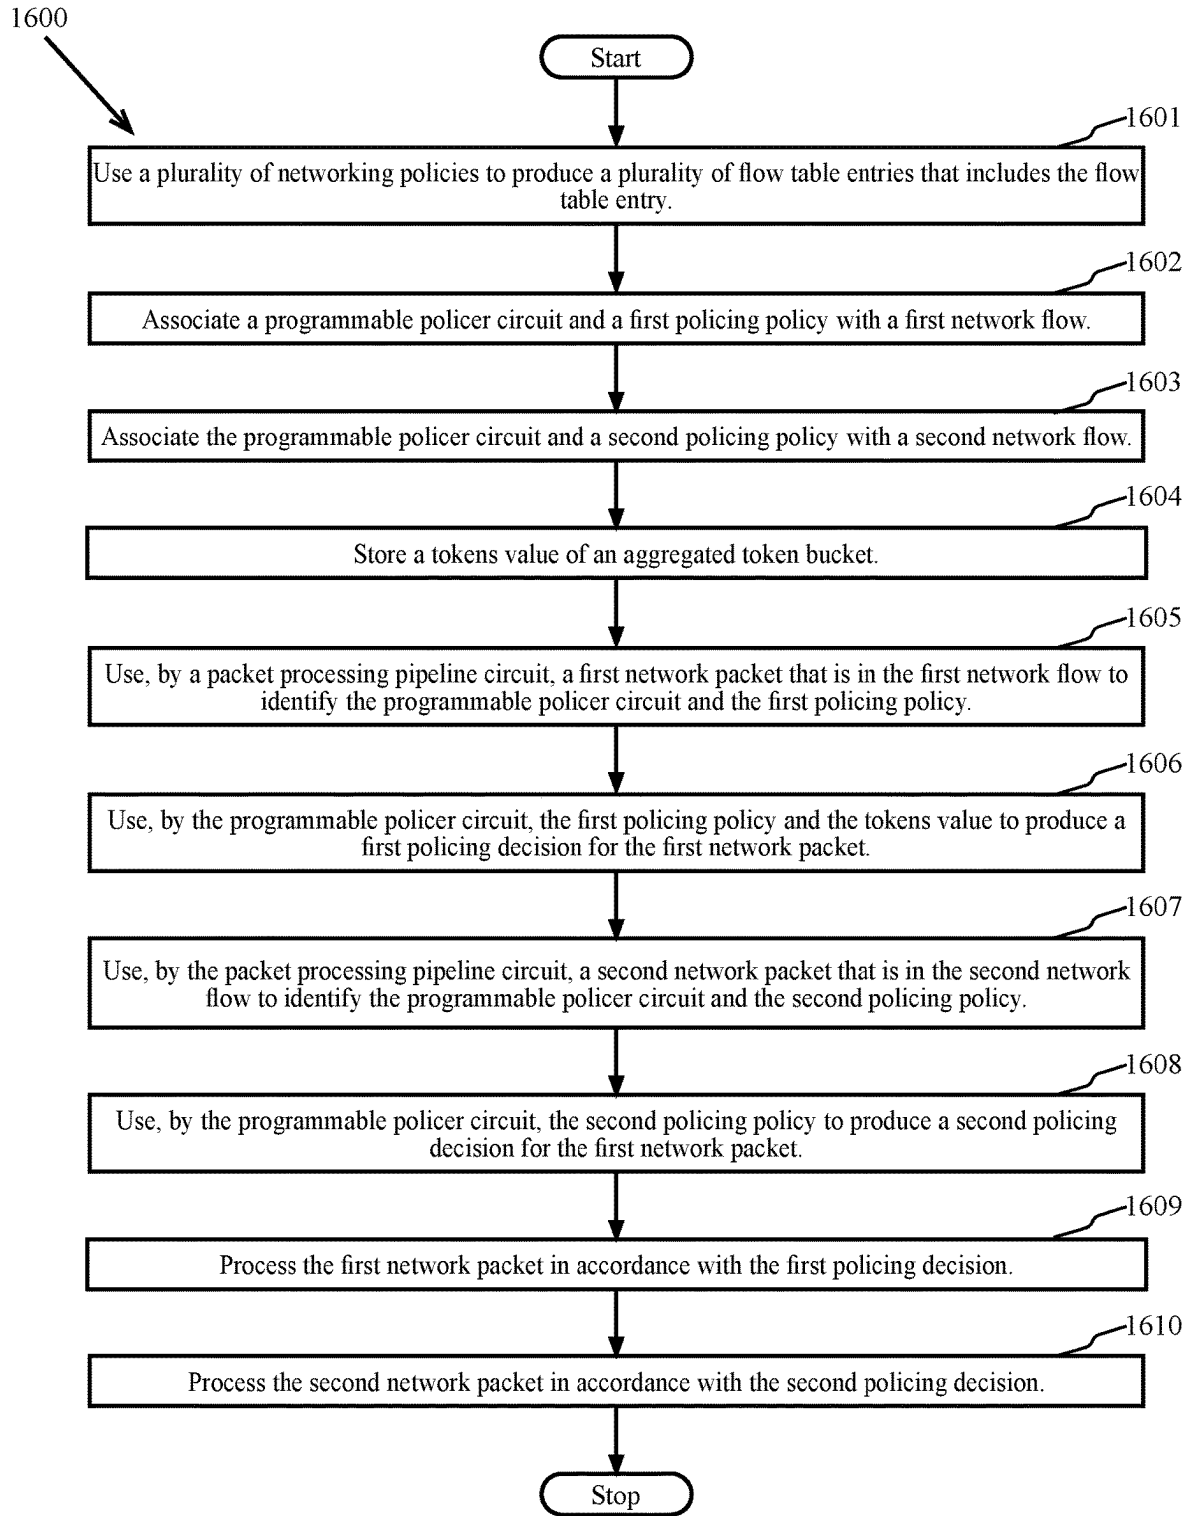 1600
Start
1601
Use a plurality of networking policies to produce a plurality of flow table entries that includes the flow
table entry.
1602
Associate a programmable policer circuit and a first policing policy with a first network flow.
1603
Associate the programmable policer circuit and a second policing policy with a second network flow.
1604
Store a tokens value of an aggregated token bucket.
1605
Use, by a packet processing pipeline circuit, a first network packet that is in the first network flow to
identify the programmable policer circuit and the first policing policy.
1606
Use, by the programmable policer circuit, the first policing policy and the tokens value to produce a
first policing decision for the first network packet.
1607
Use, by the packet processing pipeline circuit, a second network packet that is in the second network
flow to identify the programmable policer circuit and the second policing policy.
1608
Use, by the programmable policer circuit, the second policing policy to produce a second policing
decision for the first network packet.
1609
Process the first network packet in accordance with the first policing decision.
1610
Process the second network packet in accordance with the second policing decision.
Stop